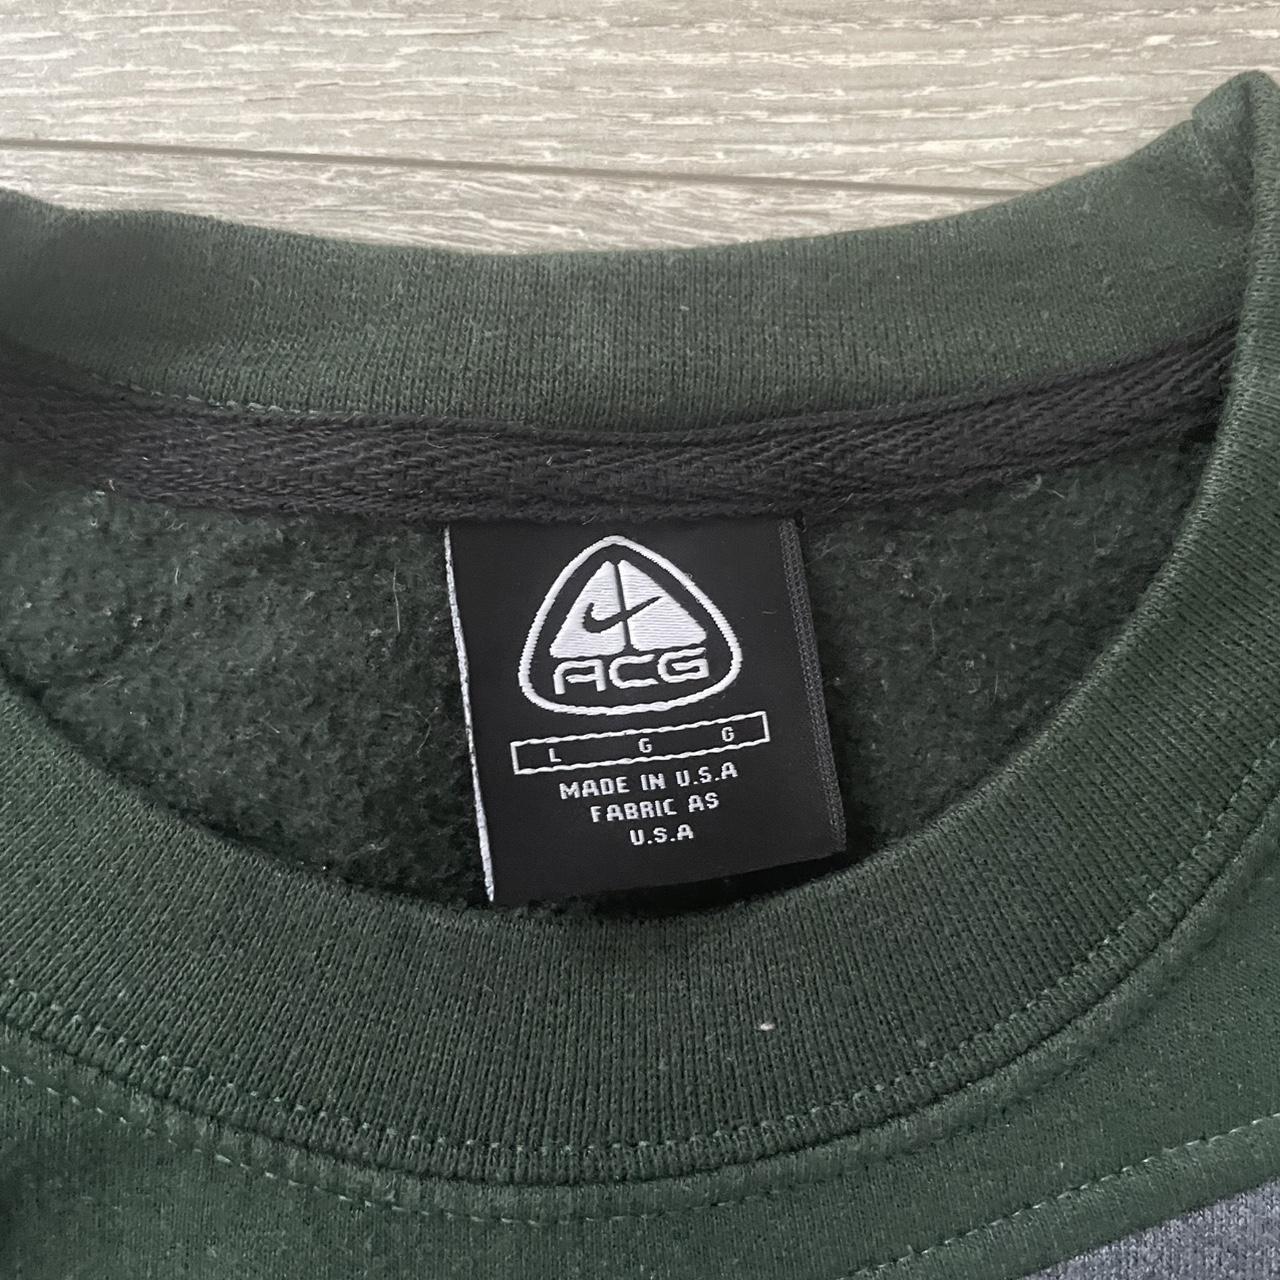 ACG
L G G
MADE IN U.S.A
FABRIC AS
U.S.A